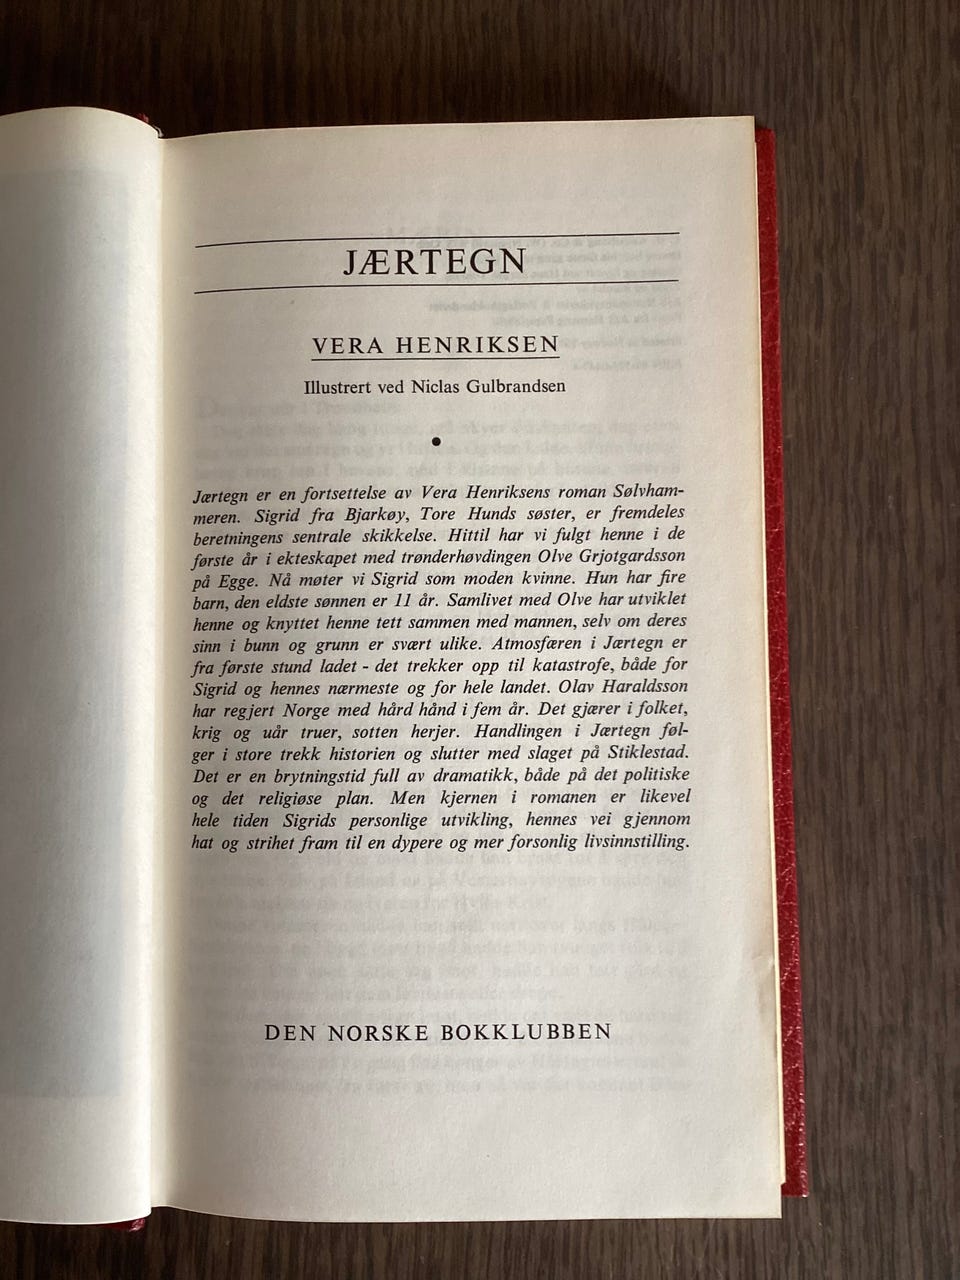 JÆRTEGN
VERA HENRIKSEN
Illustrert ved Niclas Gulbrandsen
•
Jærtegn er en fortsettelse av Vera Henriksens roman Sølvham-
meren. Sigrid fra Bjarkøy, Tore Hunds søster, er fremdeles
beretningens sentrale skikkelse. Hittil har vi fulgt henne i de
første år i ekteskapet med trønderhøvdingen Olve Grjotgardsson
på Egge. Nå møter vi Sigrid som moden kvinne. Hun har fire
barn, den eldste sønnen er 11 år. Samlivet med Olve har utviklet
henne og knyttet henne tett sammen med mannen, selv om deres
sinn i bunn og grunn er svært ulike. Atmosfæren i Jærtegn er
fra første stund ladet - det trekker opp til katastrofe, både for
Sigrid og hennes nærmeste og for hele landet. Olav Haraldsson
har regjert Norge med hård hånd i fem år. Det gjærer i folket,
krig og uår truer, sotten herjer. Handlingen i Jærtegn føl-
ger i store trekk historien og slutter med slaget på Stiklestad.
Det er en brytningstid full av dramatikk, både på det politiske
og det religiøse plan. Men kjernen i romanen er likevel
hele tiden Sigrids personlige utvikling, hennes vei gjennom
hat og strihet fram til en dypere og mer forsonlig livsinnstilling.
DEN NORSKE BOKKLUBBEN